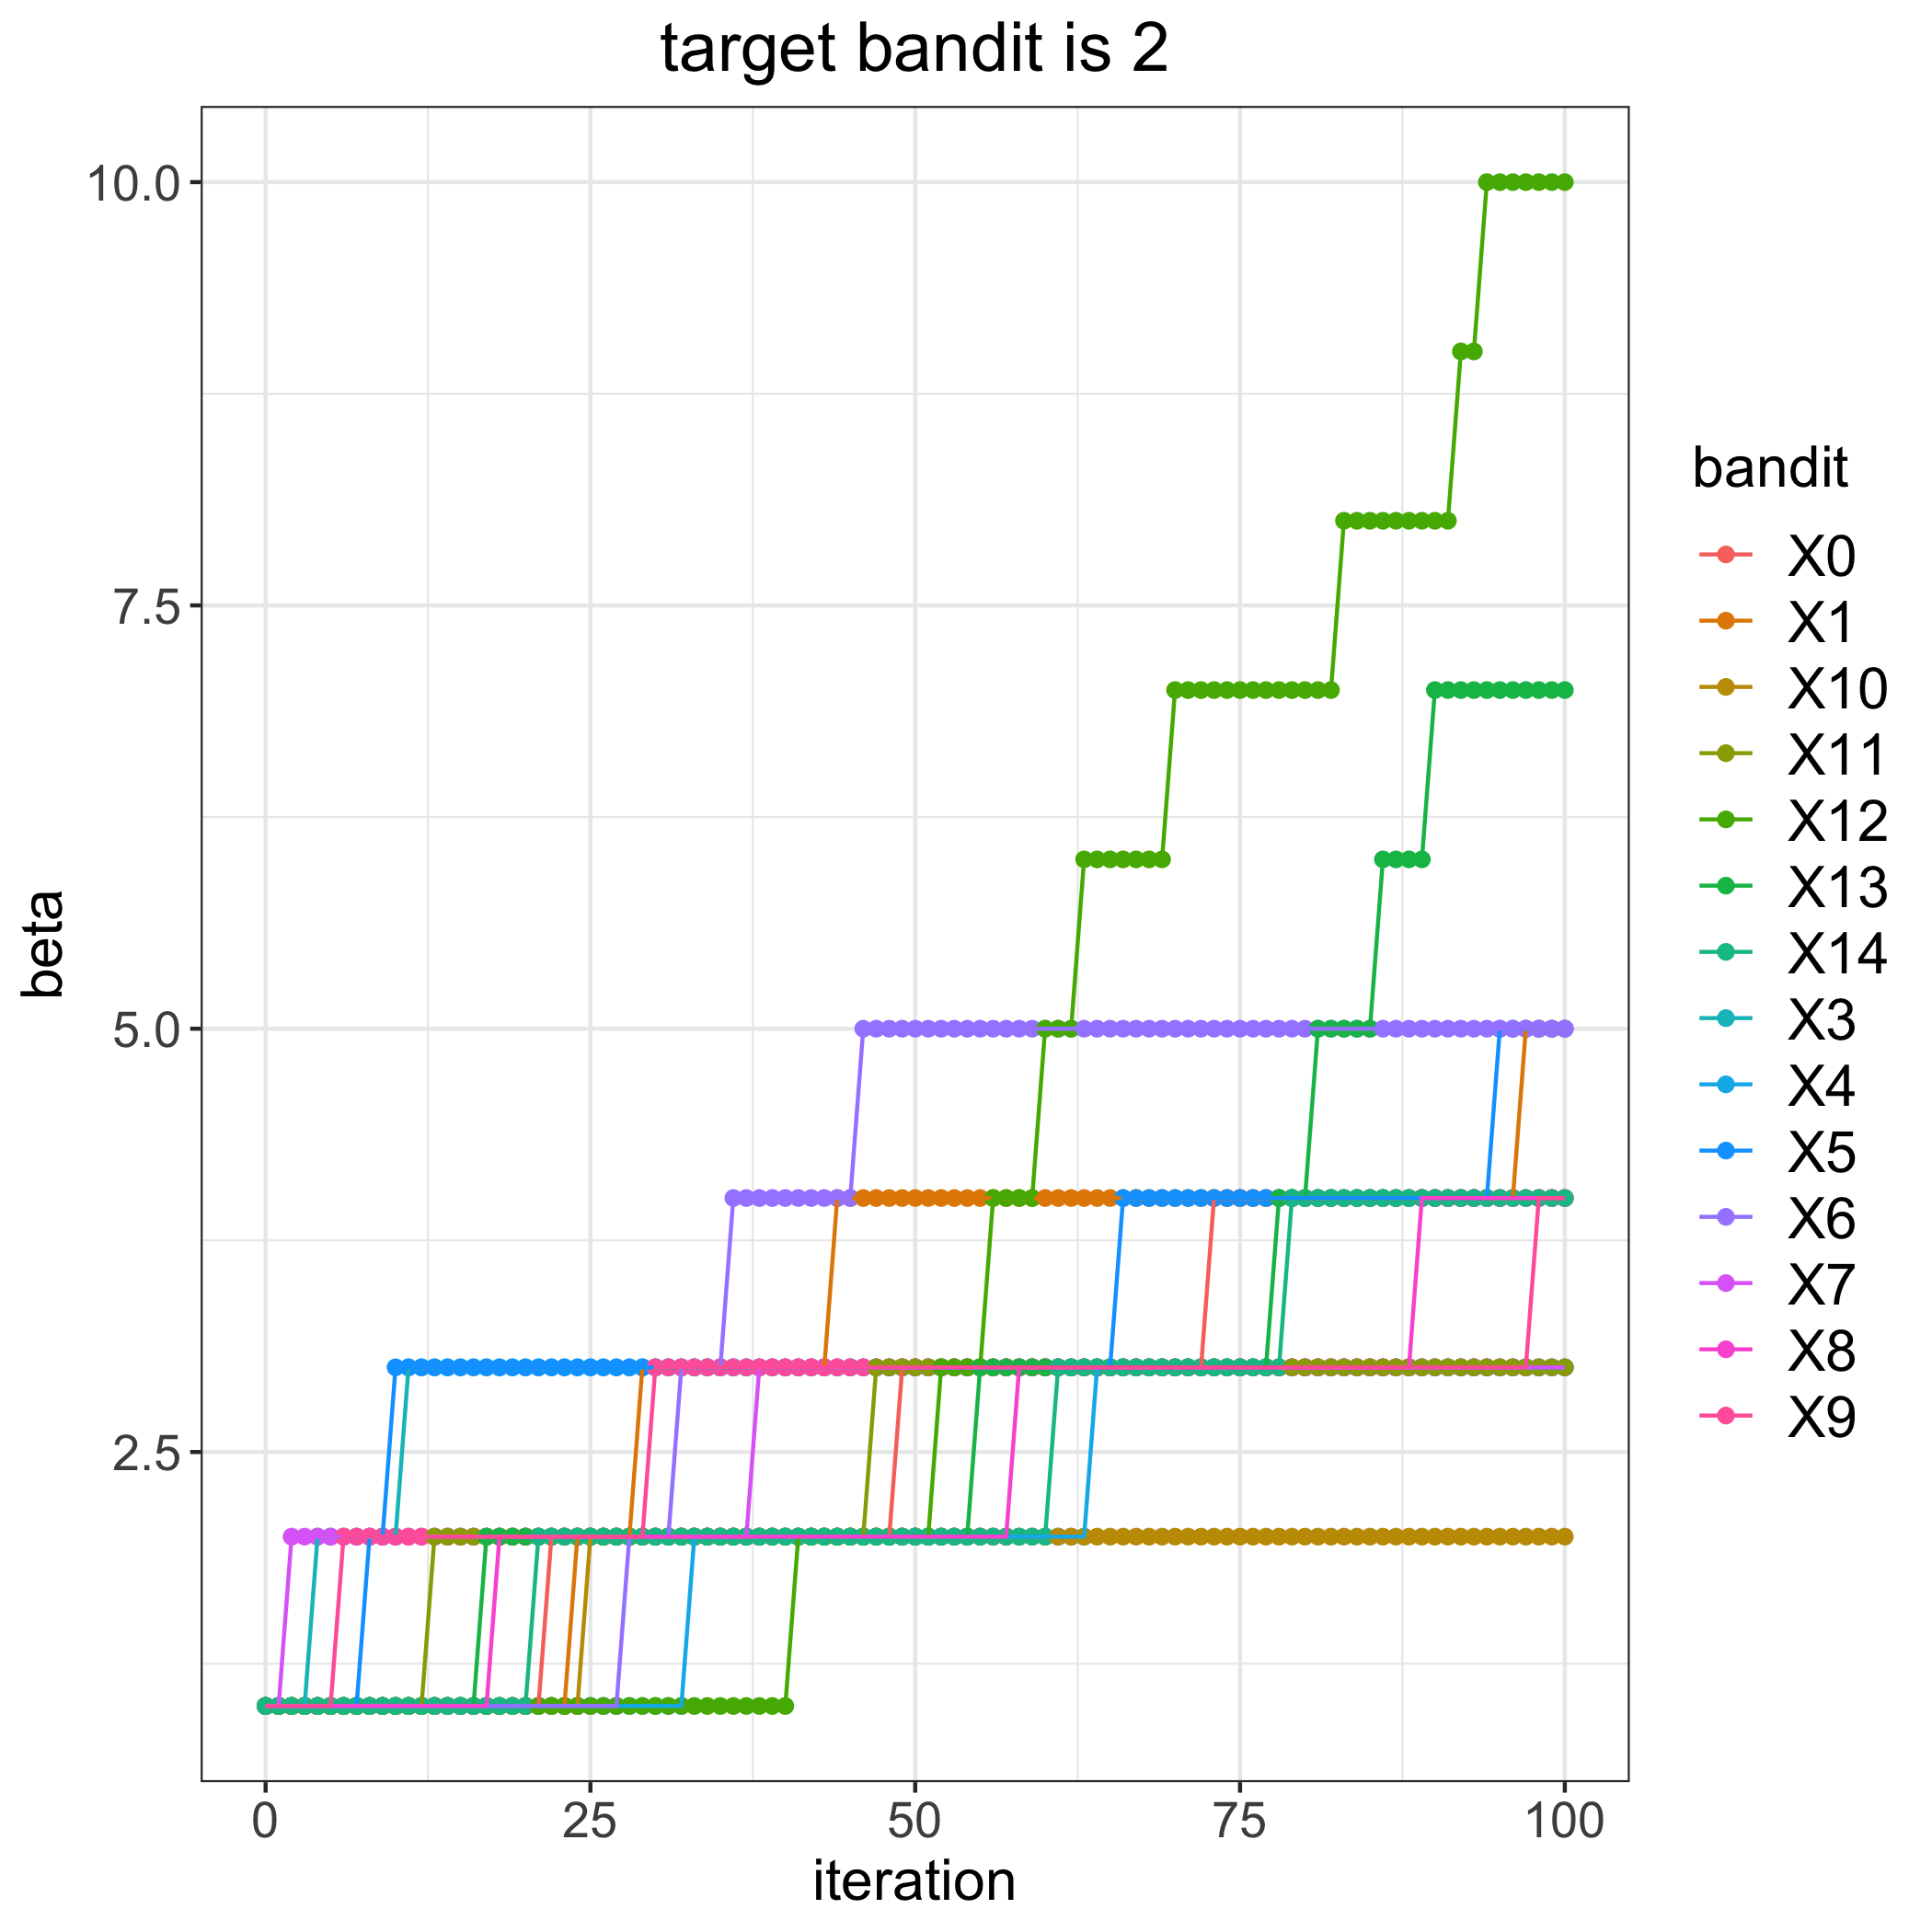 target bandit is 2
10.0
7.5
5.0
2.5
beta
0 25 50 75 100
iteration
bandit
X0
X1
X10
X11
X12
X13
X14
X3
X4
X5
X6
X7
X8
X9